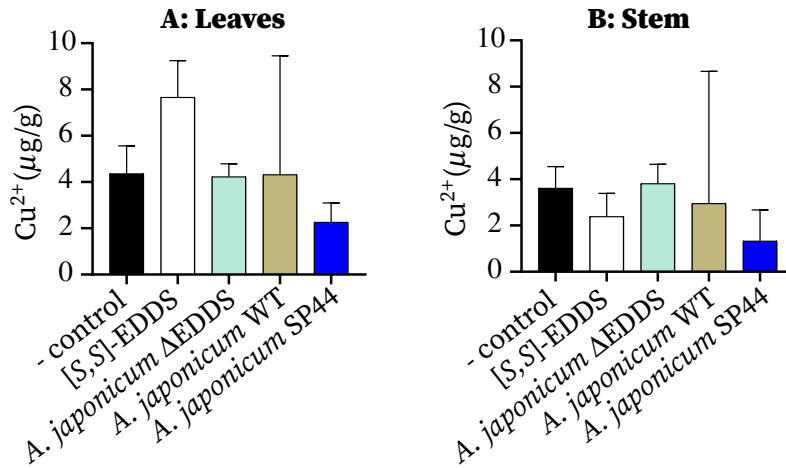 A: Leaves
Cu²⁺(µg/g)
10
8
6
4
2
0
- control
[S,S]-EDDS
A. japonicum ΔEDDS
A. japonicum WT
A. japonicum SP44
B: Stem
Cu²⁺(µg/g)
10
8
6
4
2
0
- control
[S,S]-EDDS
A. japonicum ΔEDDS
A. japonicum WT
A. japonicum SP44